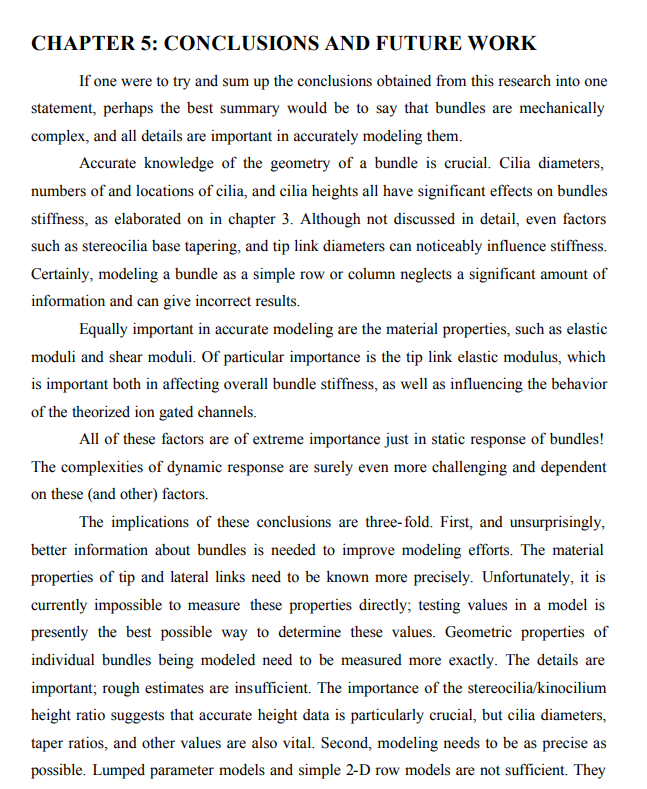 CHAPTER 5: CONCLUSIONS AND FUTURE WORK
If one were to try and sum up the conclusions obtained from this research into one
statement, perhaps the best summary would be to say that bundles are mechanically
complex, and all details are important in accurately modeling them.
Accurate knowledge of the geometry of a bundle is crucial. Cilia diameters,
numbers of and locations of cilia, and cilia heights all have significant effects on bundles
stiffness, as elaborated on in chapter 3. Although not discussed in detail, even factors
such as stereocilia base tapering, and tip link diameters can noticeably influence stiffness.
Certainly, modeling a bundle as a simple row or column neglects a significant amount of
information and can give incorrect results.
Equally important in accurate modeling are the material properties, such as elastic
moduli and shear moduli. Of particular importance is the tip link elastic modulus, which
is important both in affecting overall bundle stiffness, as well as influencing the behavior
of the theorized ion gated channels.
All of these factors are of extreme importance just in static response of bundles!
The complexities of dynamic response are surely even more challenging and dependent
on these (and other) factors.
The implications of these conclusions are three-fold. First, and unsurprisingly,
better information about bundles is needed to improve modeling efforts. The material
properties of tip and lateral links need to be known more precisely. Unfortunately, it is
currently impossible to measure these properties directly; testing values in a model is
presently the best possible way to determine these values. Geometric properties of
individual bundles being modeled need to be measured more exactly. The details are
important; rough estimates are insufficient. The importance of the stereocilia/kinocilium
height ratio suggests that accurate height data is particularly crucial, but cilia diameters,
taper ratios, and other values are also vital. Second, modeling needs to be as precise as
possible. Lumped parameter models and simple 2-D row models are not sufficient. They